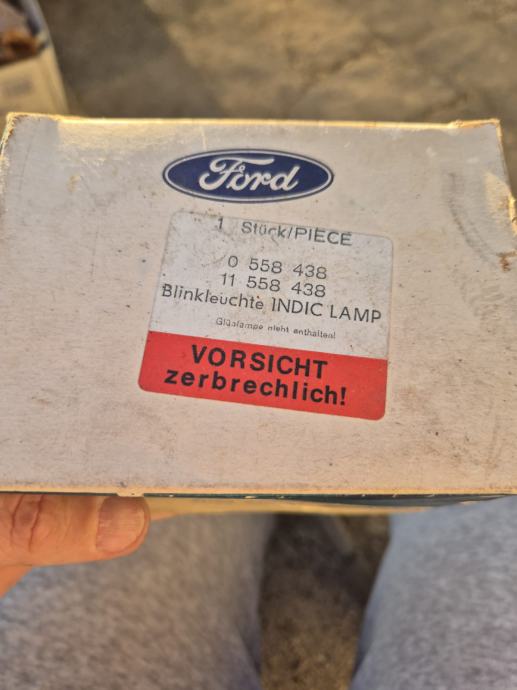 Ford
1 Stück/PIECE
0 558 438
11 558 438
Blinkleuchte INDIC LAMP
Glühlampe nicht enthalten!
VORSICHT
zerbrechlich!